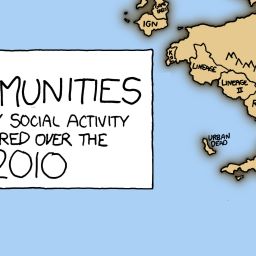 IGN
MUNITIES
SOCIAL ACTIVITY
RED OVER THE
2010
LINEAGE
LINEAGE
II
URBAN
DEAD